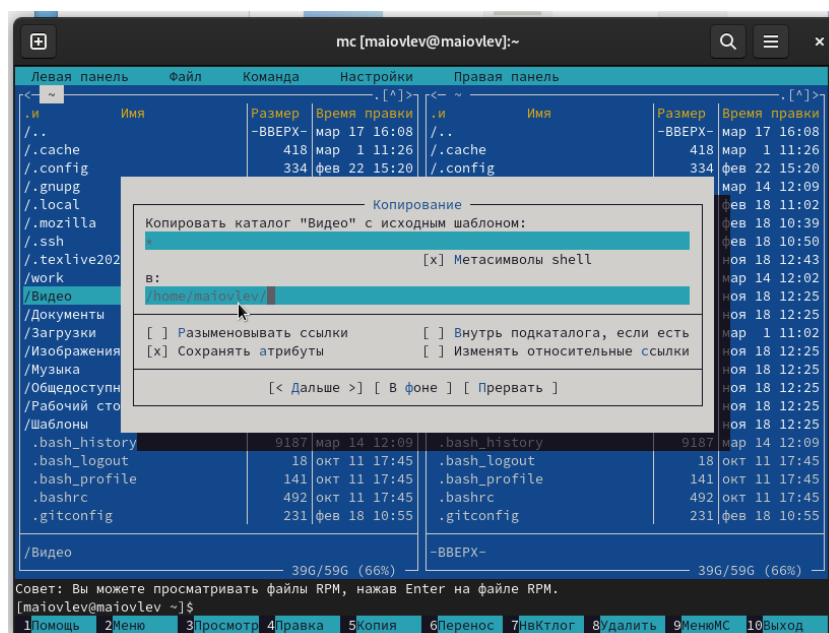 mc [maiovlev@maiovlev]:~
Левая панель Файл Команда Настройки Правая панель
<— ~ .[^]> <— ~ .[^]>
.и Имя Размер Время правки .и Имя Размер Время правки
/.. -ВВЕРХ- мар 17 16:08 /.. -ВВЕРХ- мар 17 16:08
/.cache 418 мар 1 11:26 /.cache 418 мар 1 11:26
/.config 334 фев 22 15:20 /.config 334 фев 22 15:20
/.gnupg мар 14 12:09
/.local Копирование фев 18 11:02
/.mozilla Копировать каталог "Видео" с исходным шаблоном: фев 18 10:39
/.ssh * фев 18 10:50
/.texlive202 [x] Метасимволы shell ноя 18 12:43
/work в: мар 14 12:02
/Видео /home/maiovlev/ ноя 18 12:25
/Документы ноя 18 12:25
/Загрузки [ ] Разыменовывать ссылки [ ] Внутрь подкаталога, если есть мар 1 11:02
/Изображения [x] Сохранять атрибуты [ ] Изменять относительные ссылки ноя 18 12:25
/Музыка ноя 18 12:25
/Общедоступн [< Дальше >] [ В фоне ] [ Прервать ] ноя 18 12:25
/Рабочий сто ноя 18 12:25
/Шаблоны ноя 18 12:25
.bash_history 9187 мар 14 12:09 .bash_history 9187 мар 14 12:09
.bash_logout 18 окт 11 17:45 .bash_logout 18 окт 11 17:45
.bash_profile 141 окт 11 17:45 .bash_profile 141 окт 11 17:45
.bashrc 492 окт 11 17:45 .bashrc 492 окт 11 17:45
.gitconfig 231 фев 18 10:55 .gitconfig 231 фев 18 10:55
/Видео -ВВЕРХ-
39G/59G (66%) 39G/59G (66%)
Совет: Вы можете просматривать файлы RPM, нажав Enter на файле RPM.
[maiovlev@maiovlev ~]$
1Помощь 2Меню 3Просмотр 4Правка 5Копия 6Перенос 7НвКтлог 8Удалить 9МенюMC 10Выход